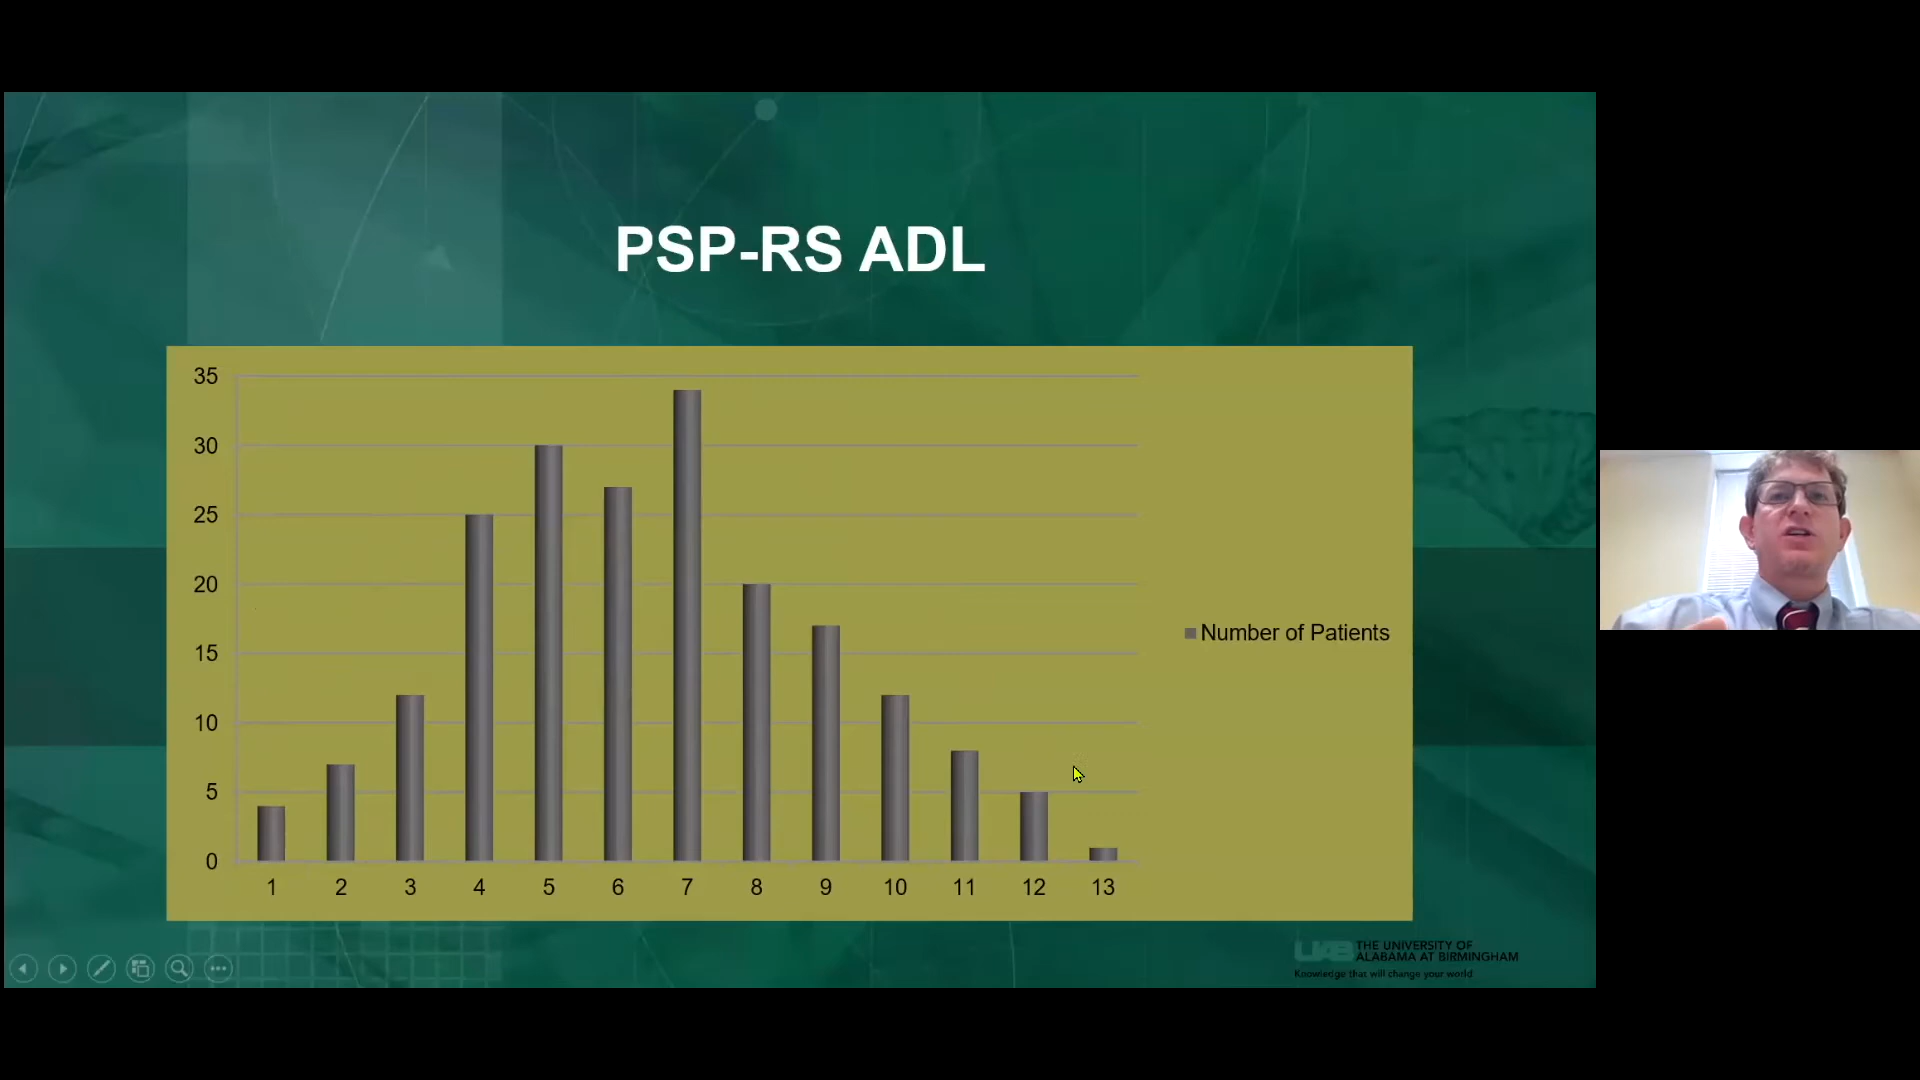 PSP-RS ADL
35
30
25
20
15
10
5
0
1 2 3 4 5 6 7 8 9 10 11 12 13
Number of Patients
UAB THE UNIVERSITY OF
ALABAMA AT BIRMINGHAM
Knowledge that will change your world